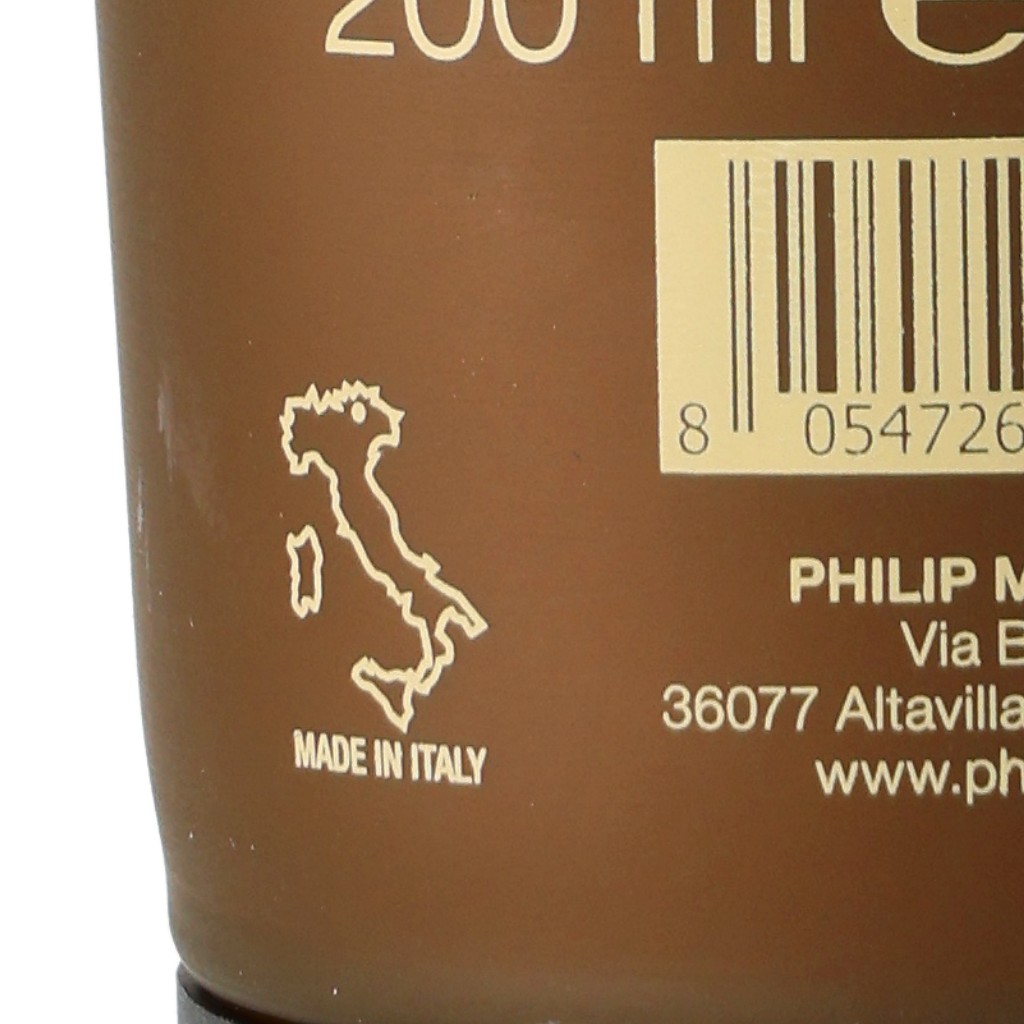 200 ml e
8 054726
PHILIP M
Via B
36077 Altavilla
www.ph
MADE IN ITALY